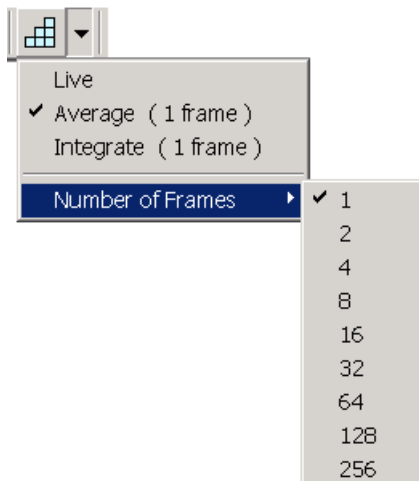 Live
Average ( 1 frame )
Integrate ( 1 frame )
Number of Frames
1
2
4
8
16
32
64
128
256